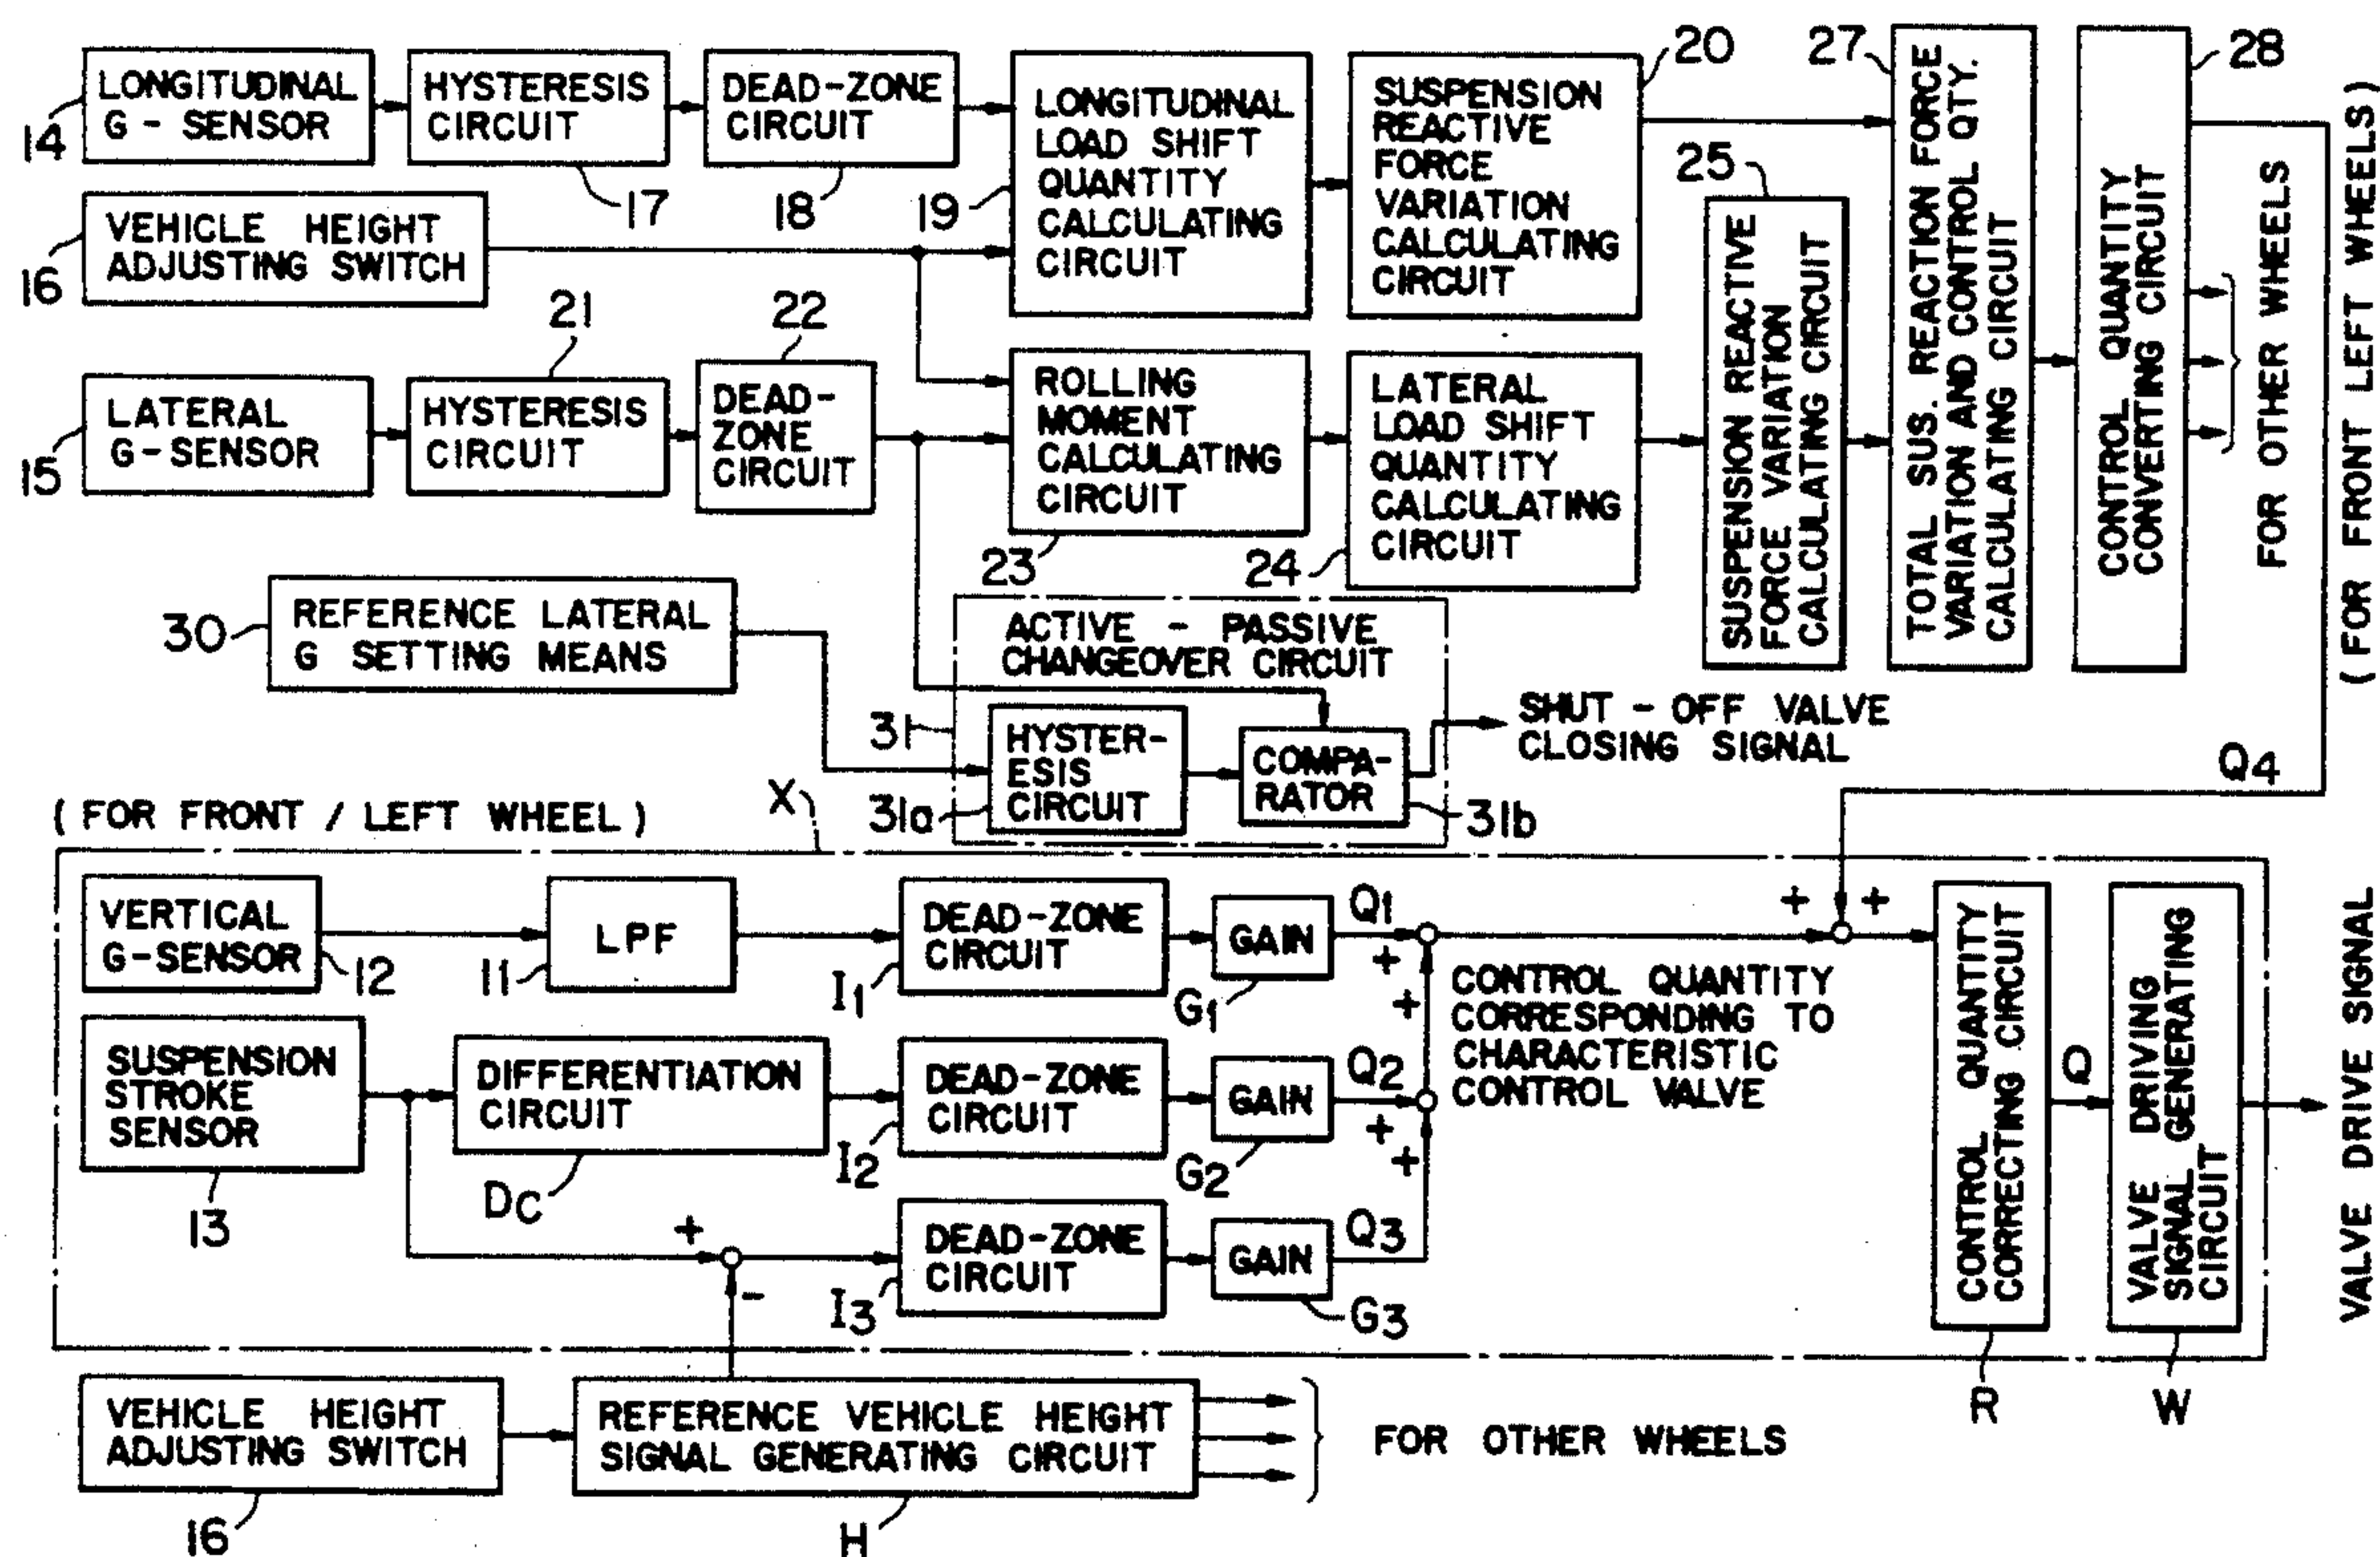 LONGITUDINAL
G - SENSOR
14
HYSTERESIS
CIRCUIT
17
DEAD-ZONE
CIRCUIT
18
LONGITUDINAL
LOAD SHIFT
QUANTITY
CALCULATING
CIRCUIT
19
SUSPENSION
REACTIVE
FORCE
VARIATION
CALCULATING
CIRCUIT
20
VEHICLE HEIGHT
ADJUSTING SWITCH
16
LATERAL
G-SENSOR
15
HYSTERESIS
CIRCUIT
21
DEAD-
ZONE
CIRCUIT
22
ROLLING
MOMENT
CALCULATING
CIRCUIT
23
LATERAL
LOAD SHIFT
QUANTITY
CALCULATING
CIRCUIT
24
SUSPENSION REACTIVE
FORCE VARIATION
CALCULATING CIRCUIT
25
TOTAL SUS. REACTION FORCE
VARIATION AND CONTROL QTY.
CALCULATING CIRCUIT
27
CONTROL QUANTITY
CONVERTING CIRCUIT
28
FOR OTHER WHEELS
(FOR FRONT LEFT WHEELS)
REFERENCE LATERAL
G SETTING MEANS
30
ACTIVE - PASSIVE
CHANGEOVER CIRCUIT
31
HYSTER-
ESIS
CIRCUIT
31a
COMPA-
RATOR
31b
SHUT - OFF VALVE
CLOSING SIGNAL
Q4
(FOR FRONT / LEFT WHEEL)
X
VERTICAL
G-SENSOR
12
LPF
11
DEAD-ZONE
CIRCUIT
I1
GAIN
G1
Q1
+
+
+
+
SUSPENSION
STROKE
SENSOR
13
DIFFERENTIATION
CIRCUIT
DC
DEAD-ZONE
CIRCUIT
I2
GAIN
G2
Q2
+
+
CONTROL QUANTITY
CORRESPONDING TO
CHARACTERISTIC
CONTROL VALVE
+
-
DEAD-ZONE
CIRCUIT
I3
GAIN
G3
Q3
CONTROL QUANTITY
CORRECTING CIRCUIT
R
Q
VALVE DRIVING
SIGNAL GENERATING
CIRCUIT
W
VALVE DRIVE SIGNAL
VEHICLE HEIGHT
ADJUSTING SWITCH
16
REFERENCE VEHICLE HEIGHT
SIGNAL GENERATING CIRCUIT
H
FOR OTHER WHEELS